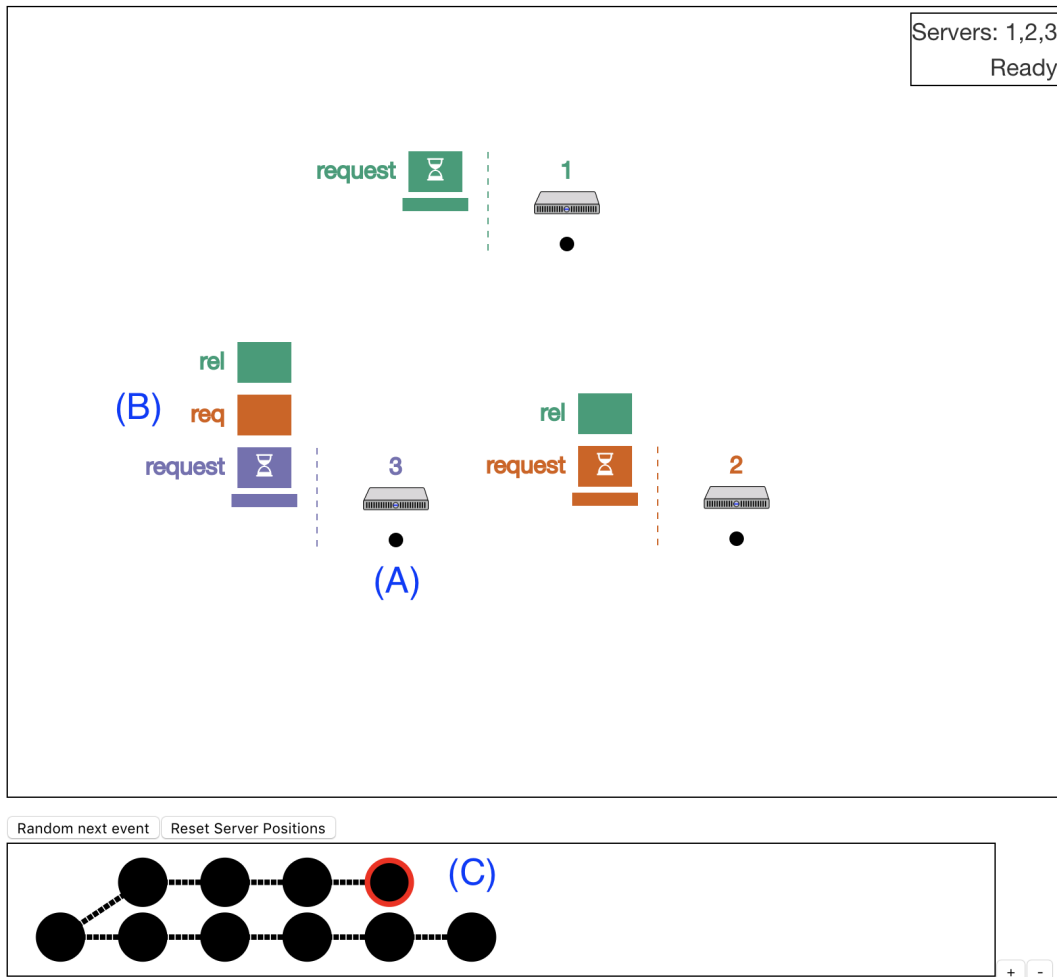 Servers: 1,2,3
Ready
request 1
rel
(B) req rel
request 3 request 2
(A)
Random next event Reset Server Positions
(C)
+ -